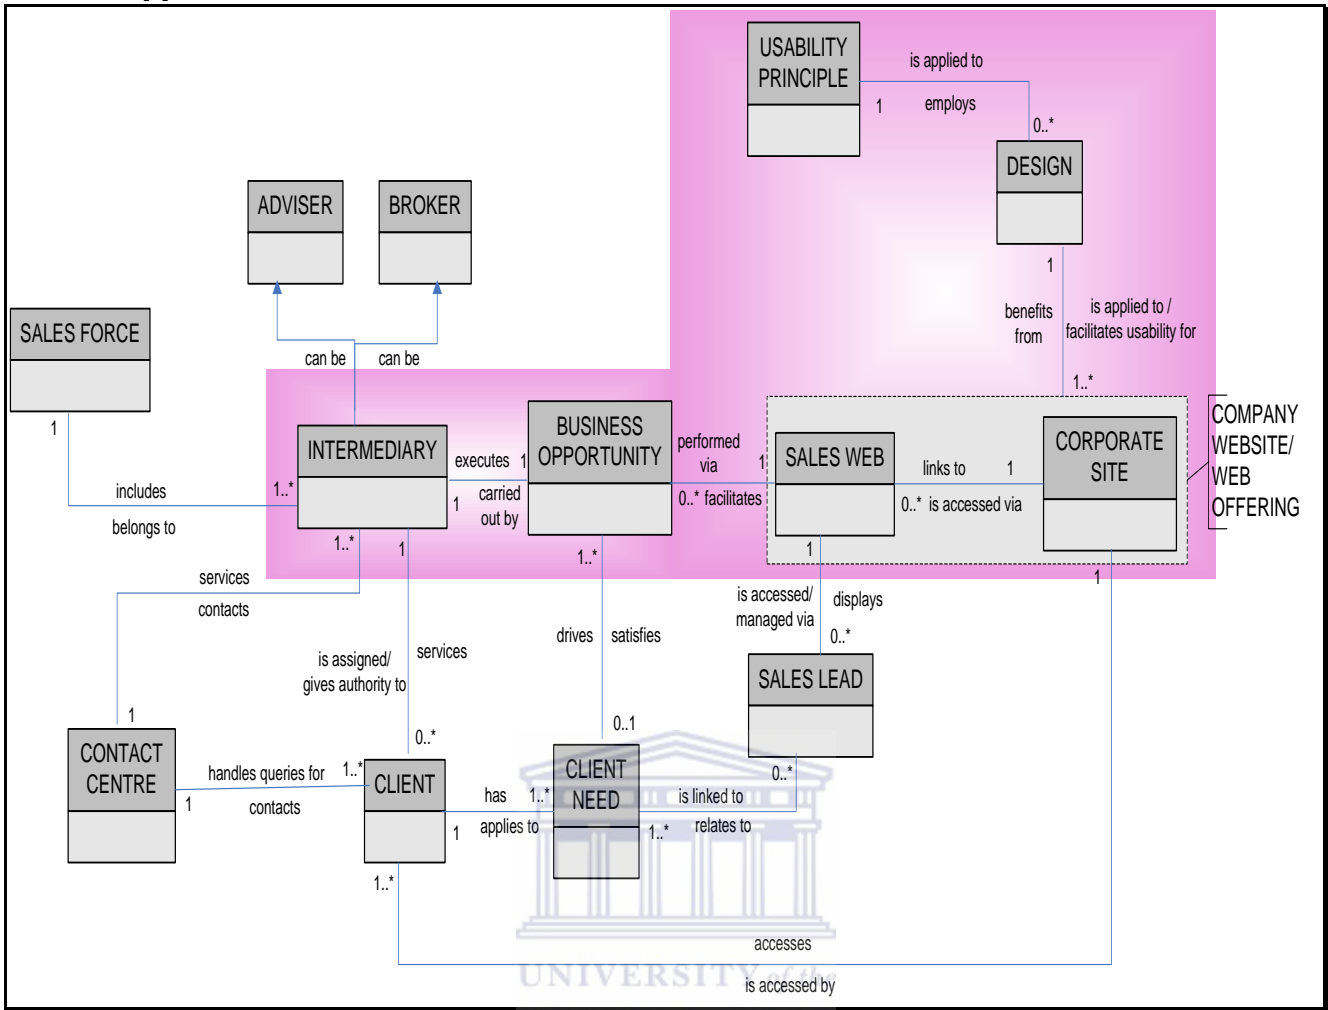 USABILITY
PRINCIPLE
is applied to
1
employs
0..*
DESIGN
1
benefits
from
is applied to /
facilitates usability for
1..*
ADVISER
BROKER
can be
can be
SALES FORCE
1
includes
1..*
belongs to
INTERMEDIARY
executes
1
1
carried
out by
BUSINESS
OPPORTUNITY
performed
via
1
0..*
facilitates
SALES WEB
links to
1
0..*
is accessed via
CORPORATE
SITE
COMPANY
WEBSITE/
WEB
OFFERING
1..*
1
1..*
1
1
services
contacts
is assigned/
gives authority to
services
drives
satisfies
is accessed/
managed via
displays
0..*
SALES LEAD
1
0..*
0..1
CONTACT
CENTRE
handles queries for
1..*
1
contacts
CLIENT
has
1..*
1
applies to
CLIENT
NEED
is linked to
0..*
1..*
relates to
1..*
accesses
is accessed by
UNIVERSITY of the